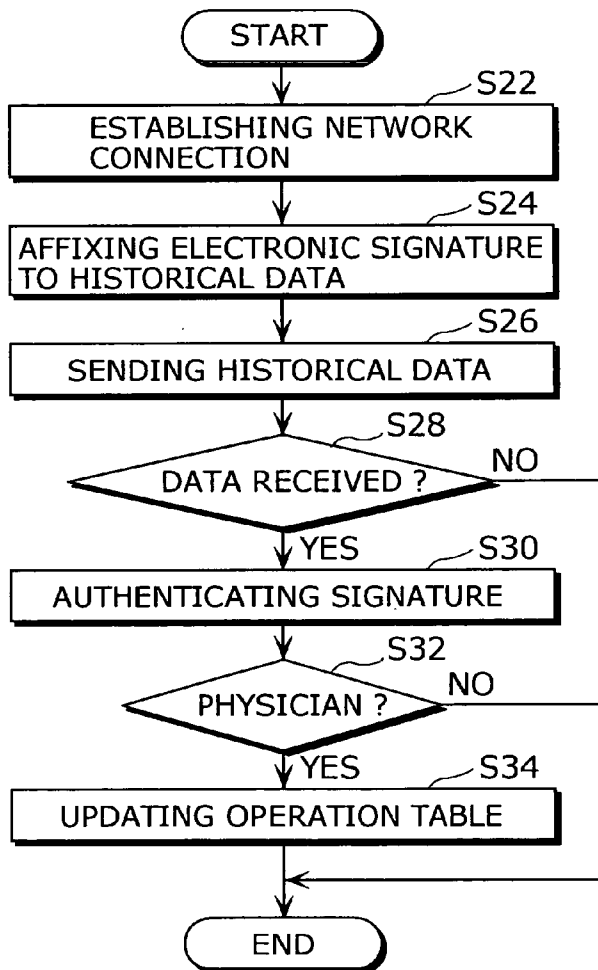 START
S22
ESTABLISHING NETWORK
CONNECTION
S24
AFFIXING ELECTRONIC SIGNATURE
TO HISTORICAL DATA
S26
SENDING HISTORICAL DATA
S28
DATA RECEIVED ?
NO
YES
S30
AUTHENTICATING SIGNATURE
S32
PHYSICIAN ?
NO
YES
S34
UPDATING OPERATION TABLE
END